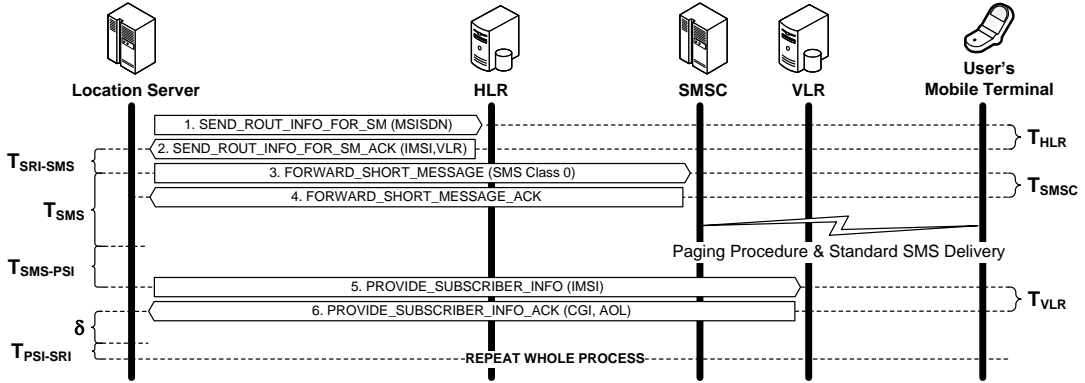 Location Server
HLR
SMSC
VLR
User's
Mobile Terminal
1. SEND_ROUT_INFO_FOR_SM (MSISDN)
THLR
2. SEND_ROUT_INFO_FOR_SM_ACK (IMSI,VLR)
TSRI-SMS
3. FORWARD_SHORT_MESSAGE (SMS Class 0)
TSMSC
4. FORWARD_SHORT_MESSAGE_ACK
TSMS
Paging Procedure & Standard SMS Delivery
TSMS-PSI
5. PROVIDE_SUBSCRIBER_INFO (IMSI)
TVLR
6. PROVIDE_SUBSCRIBER_INFO_ACK (CGI, AOL)
δ
TPSI-SRI
REPEAT WHOLE PROCESS